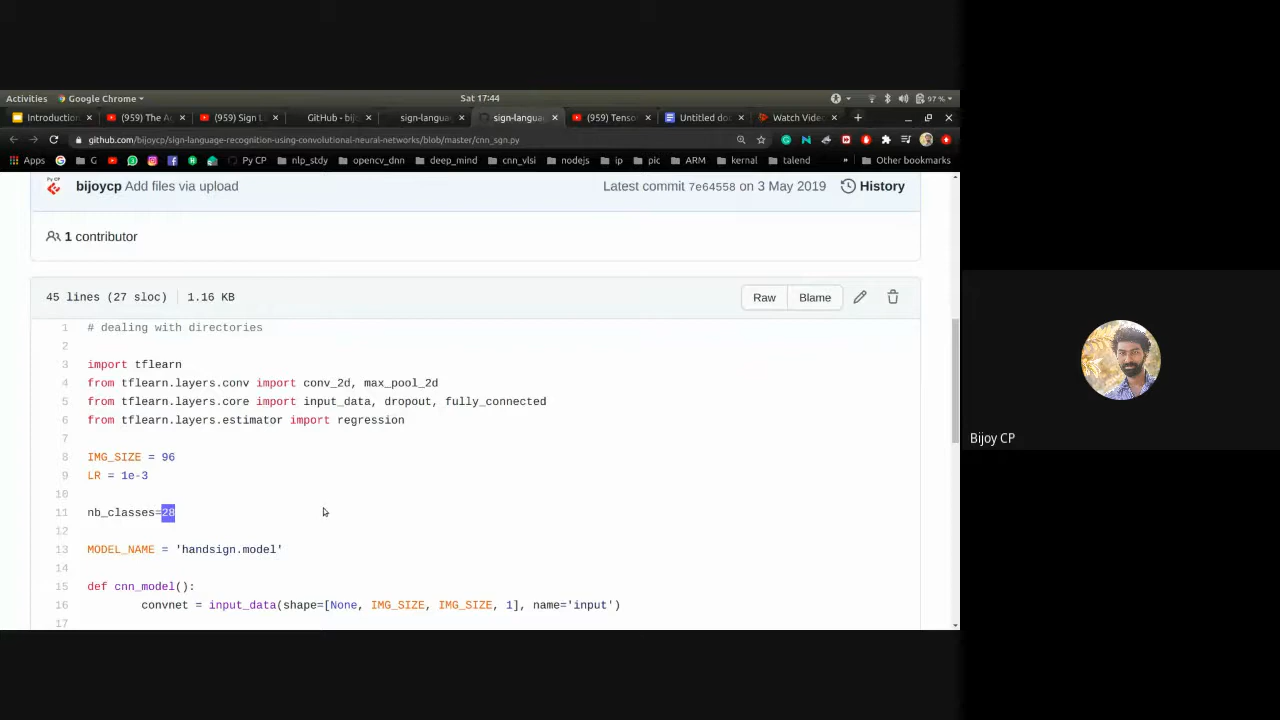 Activities Google Chrome Sat 17:44 97 %
Introduction (959) The A (959) Sign L GitHub - bij sign-langua sign-langua (959) Tenso Untitled do Watch Video
github.com/bijoycp/sign-language-recognition-using-convolutional-neural-networks/blob/master/cnn_sgn.py
Apps G Py CP nlp_stdy opencv_dnn deep_mind cnn_vlsi nodejs ip pic ARM kernal talend » Other bookmarks
bijoycp Add files via upload Latest commit 7e64558 on 3 May 2019 History
1 contributor
45 lines (27 sloc) 1.16 KB Raw Blame
1 # dealing with directories
2
3 import tflearn
4 from tflearn.layers.conv import conv_2d, max_pool_2d
5 from tflearn.layers.core import input_data, dropout, fully_connected
6 from tflearn.layers.estimator import regression
7
8 IMG_SIZE = 96
9 LR = 1e-3
10
11 nb_classes=28
12
13 MODEL_NAME = 'handsign.model'
14
15 def cnn_model():
16 convnet = input_data(shape=[None, IMG_SIZE, IMG_SIZE, 1], name='input')
17
Bijoy CP